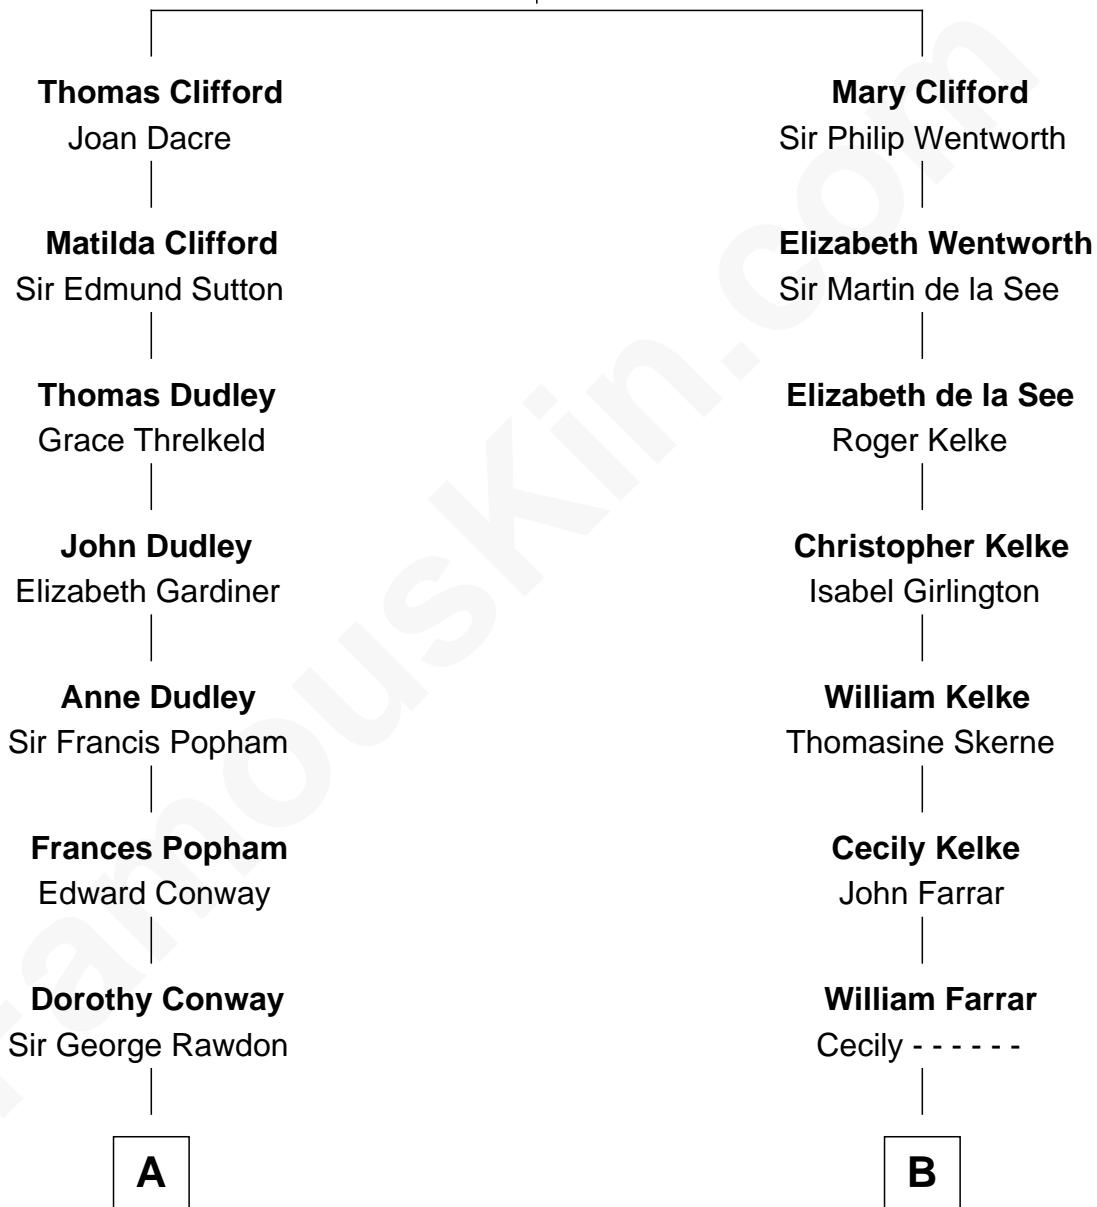 Thomas Clifford
Joan Dacre
Matilda Clifford
Sir Edmund Sutton
Thomas Dudley
Grace Threlkeld
John Dudley
Elizabeth Gardiner
Anne Dudley
Sir Francis Popham
Frances Popham
Edward Conway
Dorothy Conway
Sir George Rawdon
A
Mary Clifford
Sir Philip Wentworth
Elizabeth Wentworth
Sir Martin de la See
Elizabeth de la See
Roger Kelke
Christopher Kelke
Isabel Girlington
William Kelke
Thomasine Skerne
Cecily Kelke
John Farrar
William Farrar
Cecily - - - - - -
B
FamousKin.com